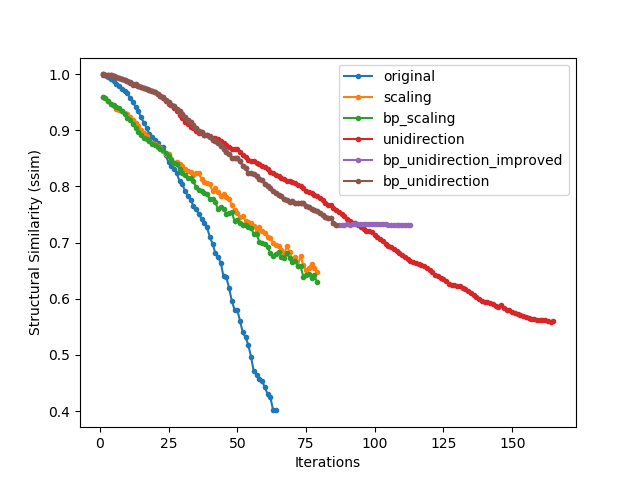 1.0
0.9
0.8
0.7
0.6
0.5
0.4
Structural Similarity (ssim)
original
scaling
bp_scaling
unidirection
bp_unidirection_improved
bp_unidirection
0 25 50 75 100 125 150
Iterations